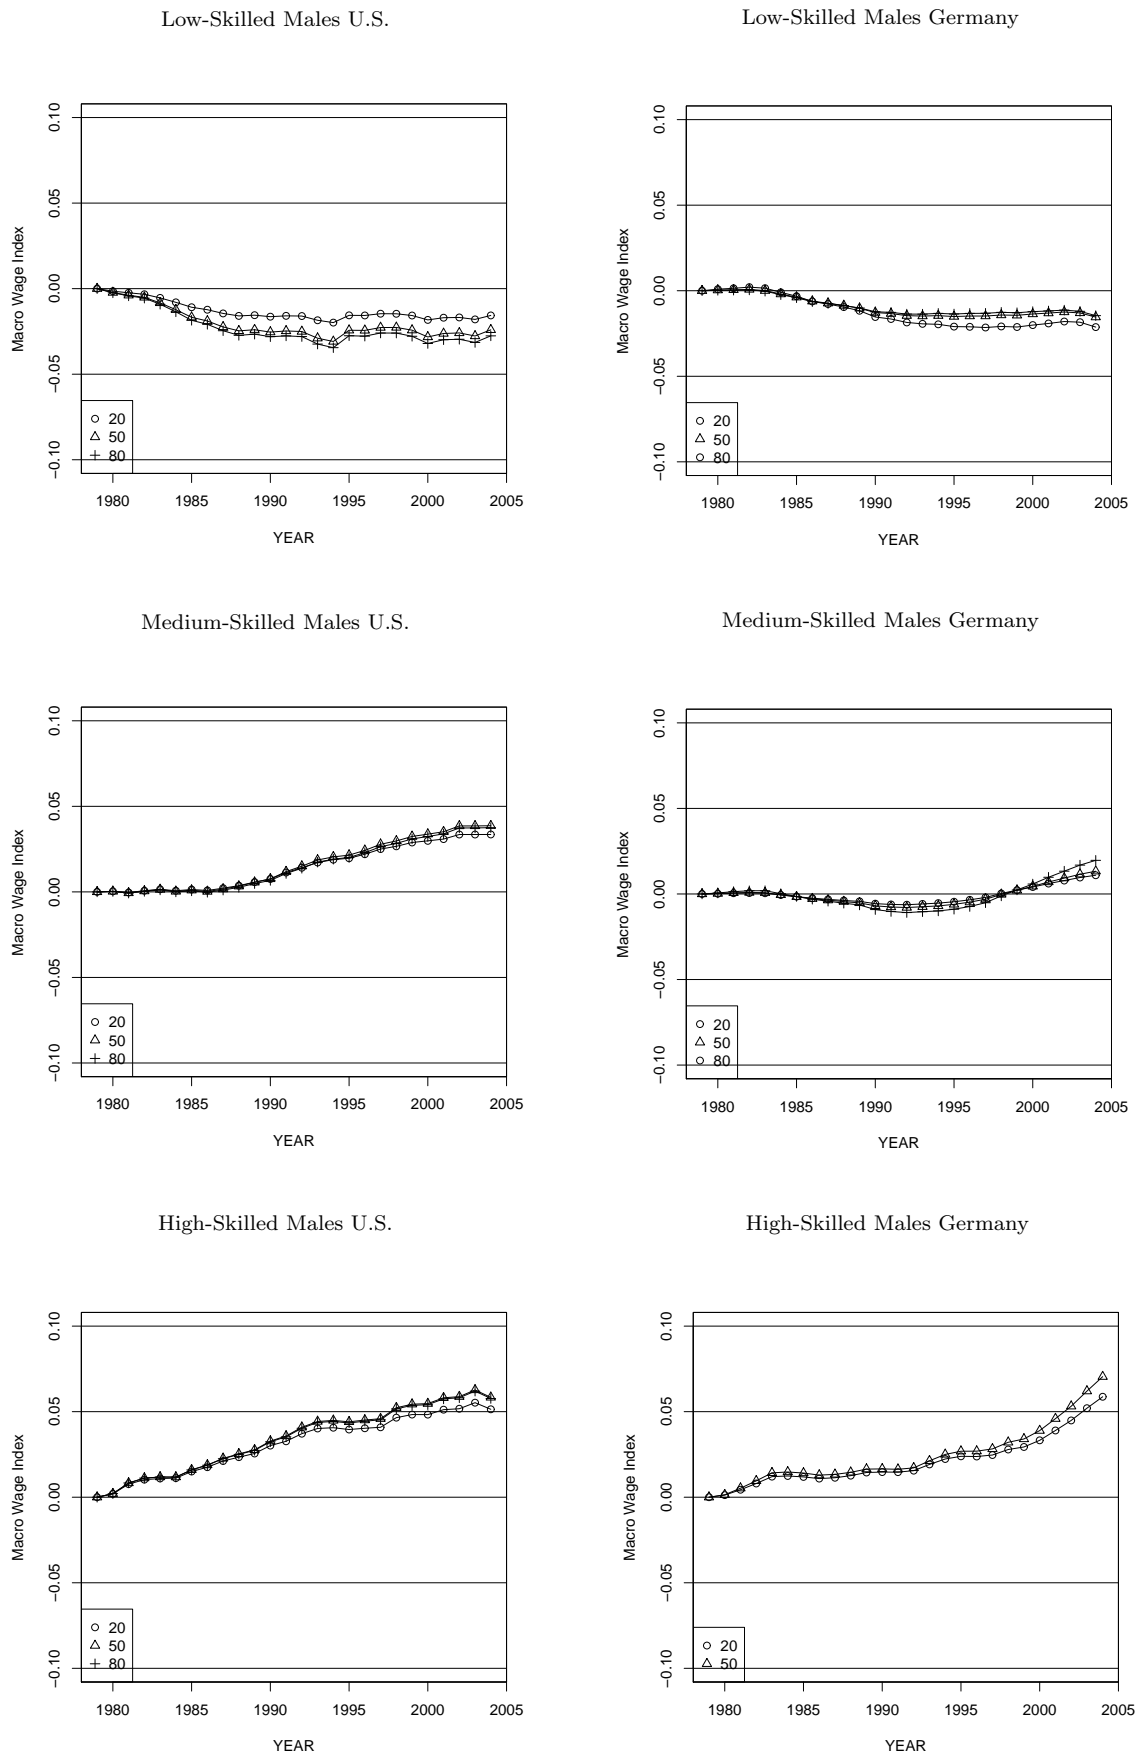 Low-Skilled Males U.S.
Low-Skilled Males Germany
Macro Wage Index
0.10
0.05
0.00
−0.05
−0.10
20
50
80
1980 1985 1990 1995 2000 2005
YEAR
Macro Wage Index
0.10
0.05
0.00
−0.05
−0.10
20
50
80
1980 1985 1990 1995 2000 2005
YEAR
Medium-Skilled Males U.S.
Medium-Skilled Males Germany
Macro Wage Index
0.10
0.05
0.00
−0.05
−0.10
20
50
80
1980 1985 1990 1995 2000 2005
YEAR
Macro Wage Index
0.10
0.05
0.00
−0.05
−0.10
20
50
80
1980 1985 1990 1995 2000 2005
YEAR
High-Skilled Males U.S.
High-Skilled Males Germany
Macro Wage Index
0.10
0.05
0.00
−0.05
−0.10
20
50
80
1980 1985 1990 1995 2000 2005
YEAR
Macro Wage Index
0.10
0.05
0.00
−0.05
−0.10
20
50
1980 1985 1990 1995 2000 2005
YEAR